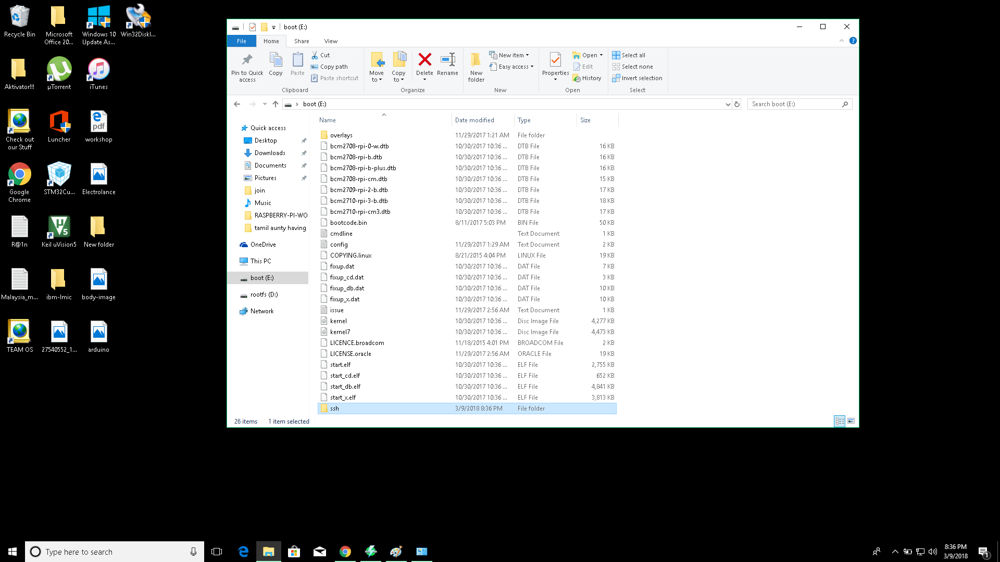 Recycle Bin
Microsoft
Office 20...
Windows 10
Update As...
Win32DiskI...
Aktivator!!!
µTorrent
iTunes
Check out
our Stuff
Luncher
workshop
Google
Chrome
STM32Cu...
Electrolance
R@1n
Keil uVision5
New folder
Malaysia_m...
ibm-lmic
body-image
TEAM OS
27540552_1...
arduino
boot (E:)
File Home Share View
Pin to Quick
access
Copy
Paste
Cut
Copy path
Paste shortcut
Clipboard
Move
to
Copy
to
Delete
Rename
Organize
New
folder
New item
Easy access
New
Properties
Open
Edit
History
Open
Select all
Select none
Invert selection
Select
boot (E:)
Search boot (E:)
Quick access
Desktop
Downloads
Documents
Pictures
join
Music
RASPBERRY-PI-WO
tamil aunty having
OneDrive
This PC
boot (E:)
rootfs (D:)
Network
Name Date modified Type Size
overlays 11/29/2017 1:21 AM File folder
bcm2708-rpi-0-w.dtb 10/30/2017 10:36 ... DTB File 16 KB
bcm2708-rpi-b.dtb 10/30/2017 10:36 ... DTB File 16 KB
bcm2708-rpi-b-plus.dtb 10/30/2017 10:36 ... DTB File 16 KB
bcm2708-rpi-cm.dtb 10/30/2017 10:36 ... DTB File 15 KB
bcm2709-rpi-2-b.dtb 10/30/2017 10:36 ... DTB File 17 KB
bcm2710-rpi-3-b.dtb 10/30/2017 10:36 ... DTB File 18 KB
bcm2710-rpi-cm3.dtb 10/30/2017 10:36 ... DTB File 17 KB
bootcode.bin 8/11/2017 5:03 PM BIN File 50 KB
cmdline Text Document 1 KB
config 11/29/2017 1:29 AM Text Document 2 KB
COPYING.linux 8/21/2015 4:04 PM LINUX File 19 KB
fixup.dat 10/30/2017 10:36 ... DAT File 7 KB
fixup_cd.dat 10/30/2017 10:36 ... DAT File 3 KB
fixup_db.dat 10/30/2017 10:36 ... DAT File 10 KB
fixup_x.dat 10/30/2017 10:36 ... DAT File 10 KB
issue 11/29/2017 2:56 AM Text Document 1 KB
kernel 10/30/2017 10:36 ... Disc Image File 4,277 KB
kernel7 10/30/2017 10:36 ... Disc Image File 4,473 KB
LICENCE.broadcom 11/18/2015 4:01 PM BROADCOM File 2 KB
LICENSE.oracle 11/29/2017 2:56 AM ORACLE File 19 KB
start.elf 10/30/2017 10:36 ... ELF File 2,755 KB
start_cd.elf 10/30/2017 10:36 ... ELF File 652 KB
start_db.elf 10/30/2017 10:36 ... ELF File 4,841 KB
start_x.elf 10/30/2017 10:36 ... ELF File 3,813 KB
ssh 3/9/2018 8:36 PM File folder
26 items 1 item selected
Type here to search
8:36 PM
3/9/2018
1